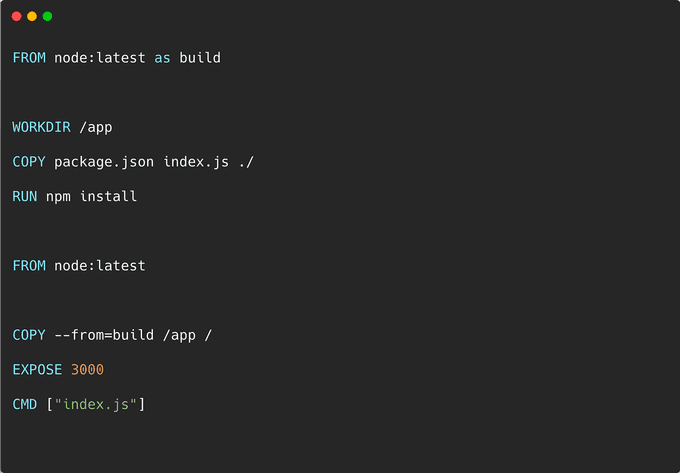 FROM node:latest as build
WORKDIR /app
COPY package.json index.js ./
RUN npm install
FROM node:latest
COPY --from=build /app /
EXPOSE 3000
CMD ["index.js"]